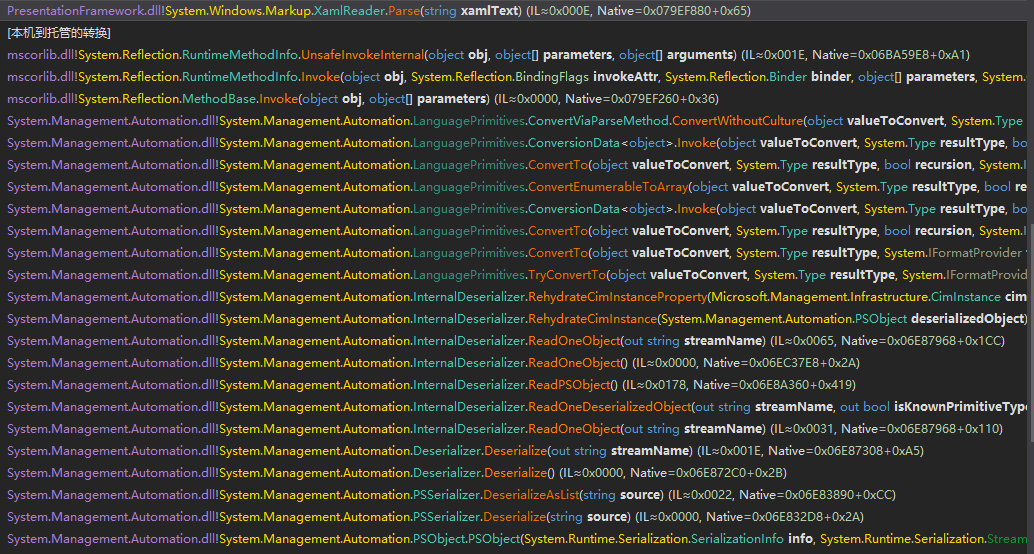 PresentationFramework.dll!System.Windows.Markup.XamlReader.Parse(string xamlText) (IL≈0x000E, Native=0x079EF880+0x65)
[本机到托管的转换]
mscorlib.dll!System.Reflection.RuntimeMethodInfo.UnsafeInvokeInternal(object obj, object[] parameters, object[] arguments) (IL≈0x001E, Native=0x06BA59E8+0xA1)
mscorlib.dll!System.Reflection.RuntimeMethodInfo.Invoke(object obj, System.Reflection.BindingFlags invokeAttr, System.Reflection.Binder binder, object[] parameters, System.
mscorlib.dll!System.Reflection.MethodBase.Invoke(object obj, object[] parameters) (IL≈0x0000, Native=0x079EF260+0x36)
System.Management.Automation.dll!System.Management.Automation.LanguagePrimitives.ConvertViaParseMethod.ConvertWithoutCulture(object valueToConvert, System.Type
System.Management.Automation.dll!System.Management.Automation.LanguagePrimitives.ConversionData<object>.Invoke(object valueToConvert, System.Type resultType, bo
System.Management.Automation.dll!System.Management.Automation.LanguagePrimitives.ConvertTo(object valueToConvert, System.Type resultType, bool recursion, System.I
System.Management.Automation.dll!System.Management.Automation.LanguagePrimitives.ConvertEnumerableToArray(object valueToConvert, System.Type resultType, bool re
System.Management.Automation.dll!System.Management.Automation.LanguagePrimitives.ConversionData<object>.Invoke(object valueToConvert, System.Type resultType, bo
System.Management.Automation.dll!System.Management.Automation.LanguagePrimitives.ConvertTo(object valueToConvert, System.Type resultType, bool recursion, System.I
System.Management.Automation.dll!System.Management.Automation.LanguagePrimitives.ConvertTo(object valueToConvert, System.Type resultType, System.IFormatProvider
System.Management.Automation.dll!System.Management.Automation.LanguagePrimitives.TryConvertTo(object valueToConvert, System.Type resultType, System.IFormatProvid
System.Management.Automation.dll!System.Management.Automation.InternalDeserializer.RehydrateCimInstanceProperty(Microsoft.Management.Infrastructure.CimInstance cim
System.Management.Automation.dll!System.Management.Automation.InternalDeserializer.RehydrateCimInstance(System.Management.Automation.PSObject deserializedObject)
System.Management.Automation.dll!System.Management.Automation.InternalDeserializer.ReadOneObject(out string streamName) (IL≈0x0065, Native=0x06E87968+0x1CC)
System.Management.Automation.dll!System.Management.Automation.InternalDeserializer.ReadOneObject() (IL≈0x0000, Native=0x06EC37E8+0x2A)
System.Management.Automation.dll!System.Management.Automation.InternalDeserializer.ReadPSObject() (IL≈0x0178, Native=0x06E8A360+0x419)
System.Management.Automation.dll!System.Management.Automation.InternalDeserializer.ReadOneDeserializedObject(out string streamName, out bool isKnownPrimitiveType
System.Management.Automation.dll!System.Management.Automation.InternalDeserializer.ReadOneObject(out string streamName) (IL≈0x0031, Native=0x06E87968+0x110)
System.Management.Automation.dll!System.Management.Automation.Deserializer.Deserialize(out string streamName) (IL≈0x001E, Native=0x06E87308+0xA5)
System.Management.Automation.dll!System.Management.Automation.Deserializer.Deserialize() (IL≈0x0000, Native=0x06E872C0+0x2B)
System.Management.Automation.dll!System.Management.Automation.PSSerializer.DeserializeAsList(string source) (IL≈0x0022, Native=0x06E83890+0xCC)
System.Management.Automation.dll!System.Management.Automation.PSSerializer.Deserialize(string source) (IL≈0x0000, Native=0x06E832D8+0x2A)
System.Management.Automation.dll!System.Management.Automation.PSObject.PSObject(System.Runtime.Serialization.SerializationInfo info, System.Runtime.Serialization.Stream